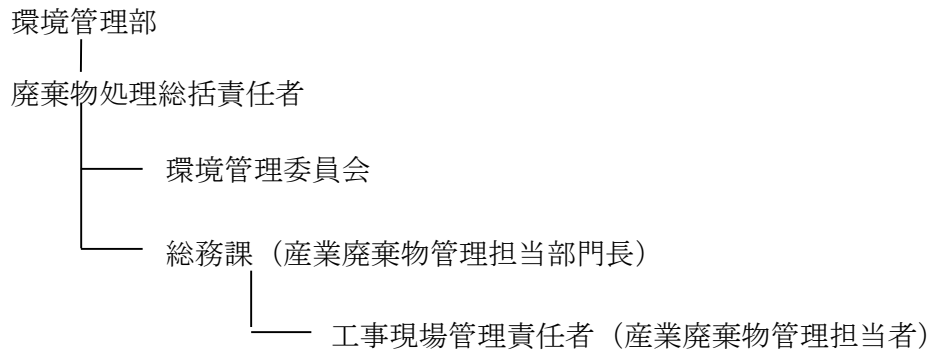 環境管理部
廃棄物処理総括責任者
環境管理委員会
総務課（産業廃棄物管理担当部門長）
工事現場管理責任者（産業廃棄物管理担当者）